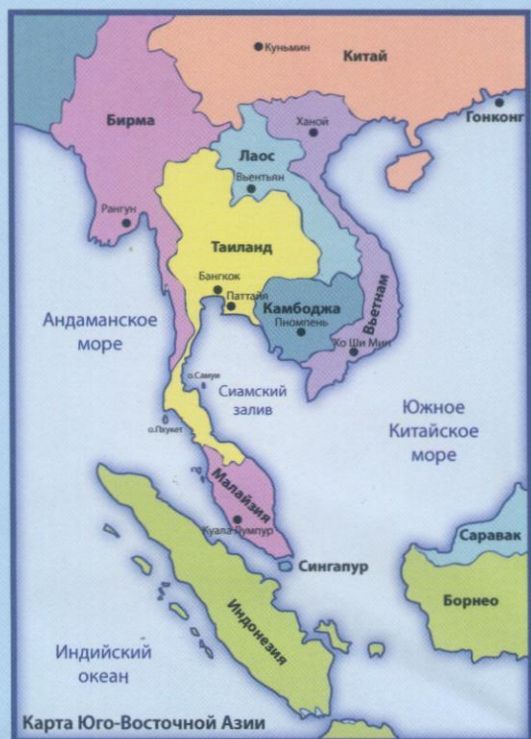 Куньмин
Китай
Гонконг
Бирма
Ханой
Лаос
Вьентьян
Рангун
Таиланд
Бангкок
Паттайя
Камбоджа
Пномпень
Вьетнам
Хо Ши Мин
Андаманское
море
о.Самуи
Сиамский
залив
о.Пхукет
Южное
Китайское
море
Малайзия
Куала Лумпур
Сингапур
Саравак
Борнео
Индонезия
Индийский
океан
Карта Юго-Восточной Азии